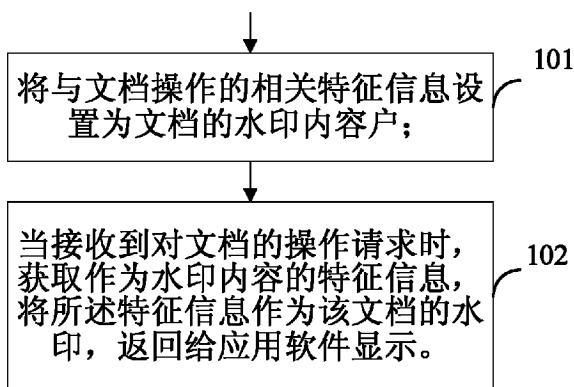 将与文档操作的相关特征信息设
置为文档的水印内容户；
101
当接收到对文档的操作请求时，
获取作为水印内容的特征信息，
将所述特征信息作为该文档的水
印，返回给应用软件显示。
102